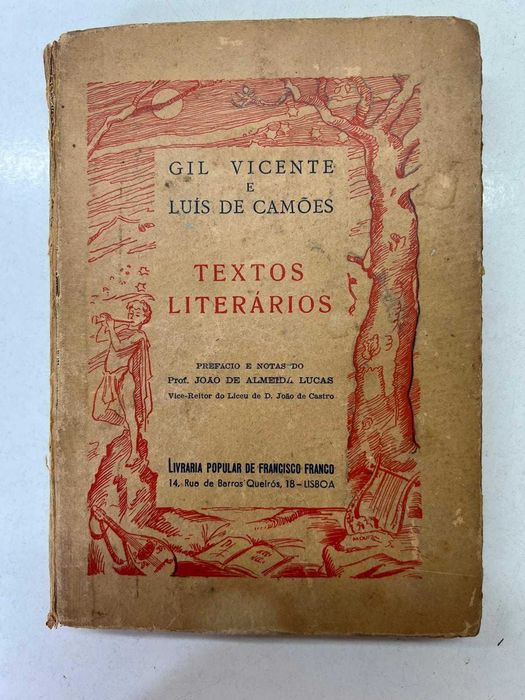 GIL VICENTE
E
LUÍS DE CAMÕES
TEXTOS
LITERÁRIOS
PREFÁCIO E NOTAS DO
Prof. JOÃO DE ALMEIDA LUCAS
Vice-Reitor do Liceu de D. João de Castro
LIVRARIA POPULAR DE FRANCISCO FRANCO
14, Rua de Barros Queirós, 18 – LISBOA